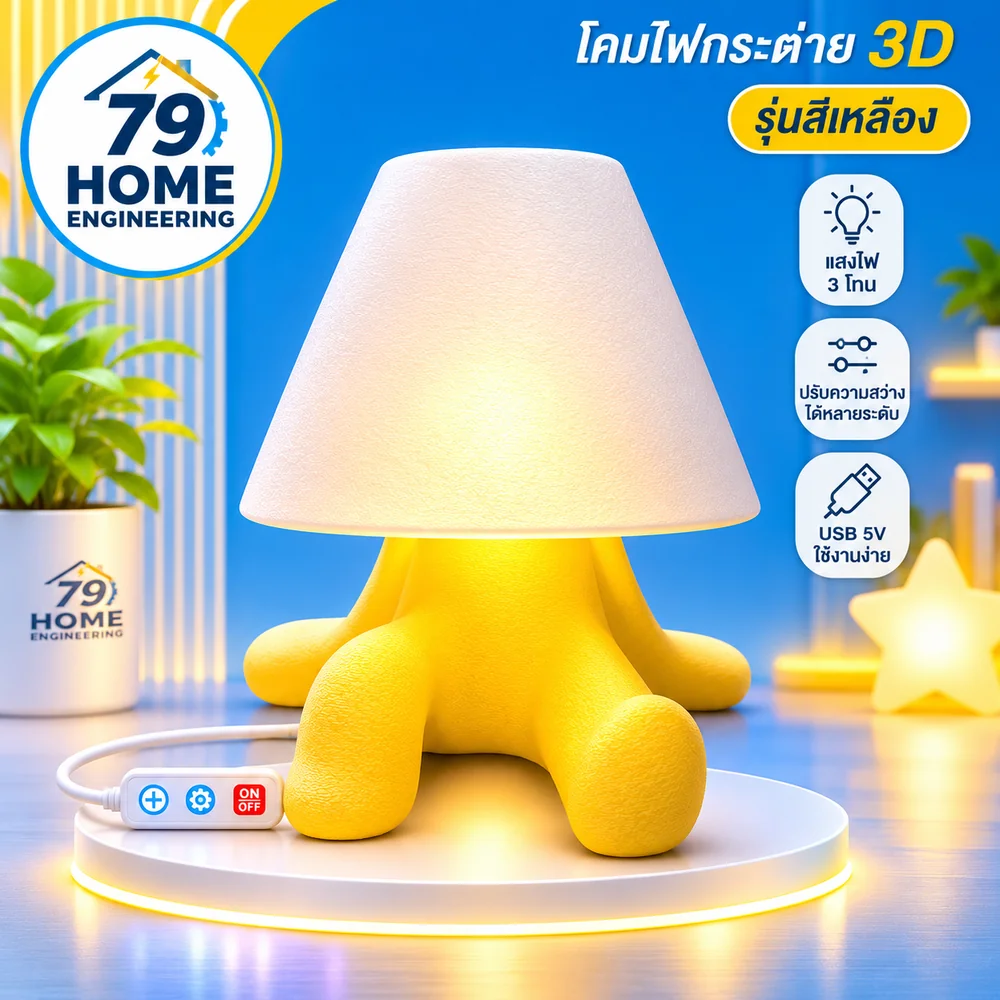 79
HOME
ENGINEERING
โคมไฟกระต่าย 3D
รุ่นสีเหลือง
แสงไฟ
3 โทน
ปรับความสว่าง
ได้หลายระดับ
USB 5V
ใช้งานง่าย
79
HOME
ENGINEERING
ON
OFF